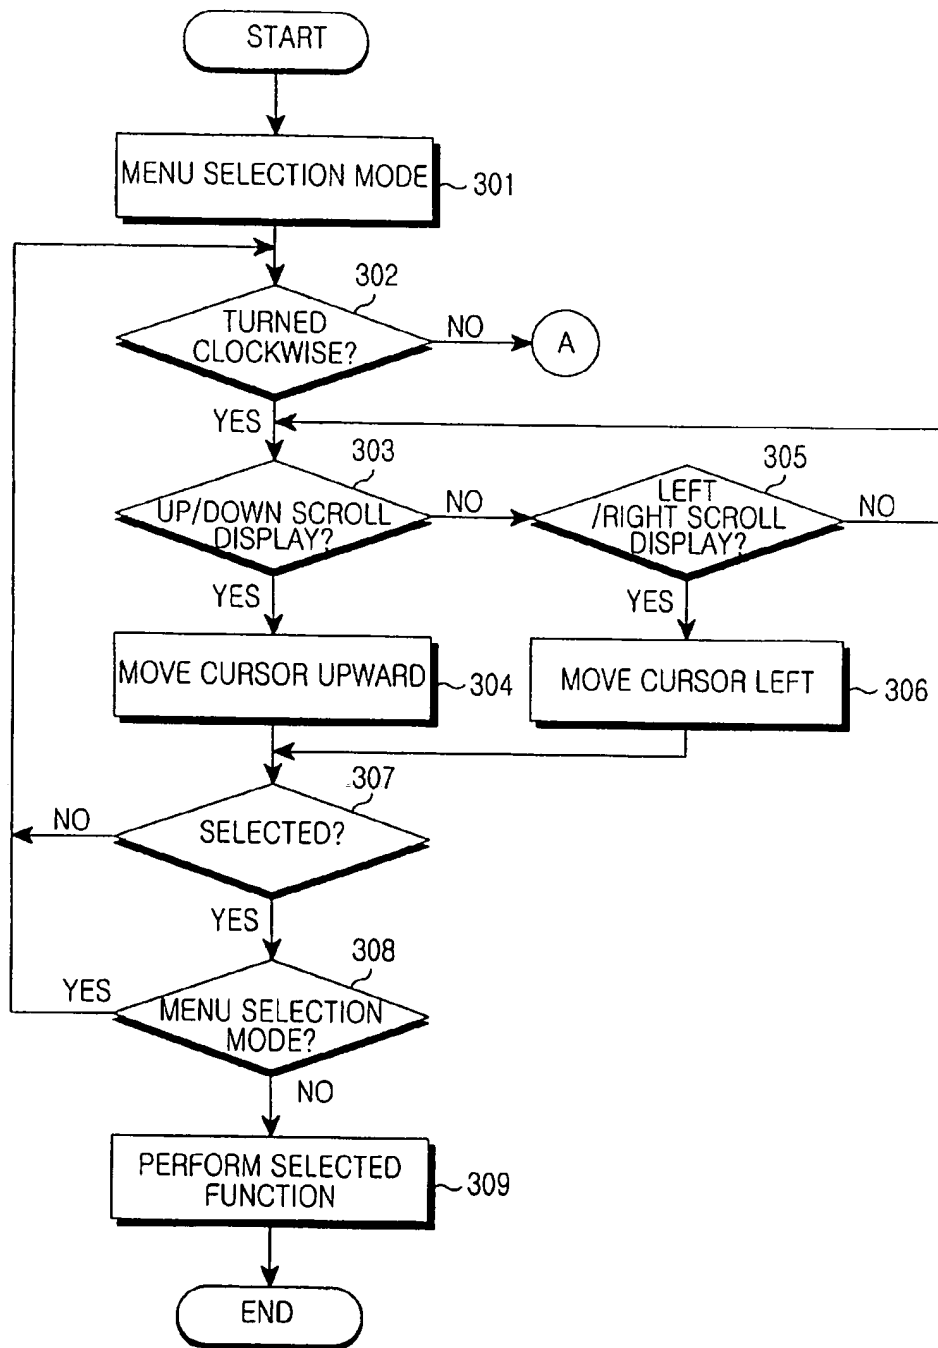 START
MENU SELECTION MODE
301
302
TURNED
CLOCKWISE?
NO
A
YES
303
UP/DOWN SCROLL
DISPLAY?
NO
305
LEFT
/RIGHT SCROLL
DISPLAY?
NO
YES
YES
MOVE CURSOR UPWARD
304
MOVE CURSOR LEFT
306
307
SELECTED?
NO
YES
308
MENU SELECTION
MODE?
YES
NO
PERFORM SELECTED
FUNCTION
309
END